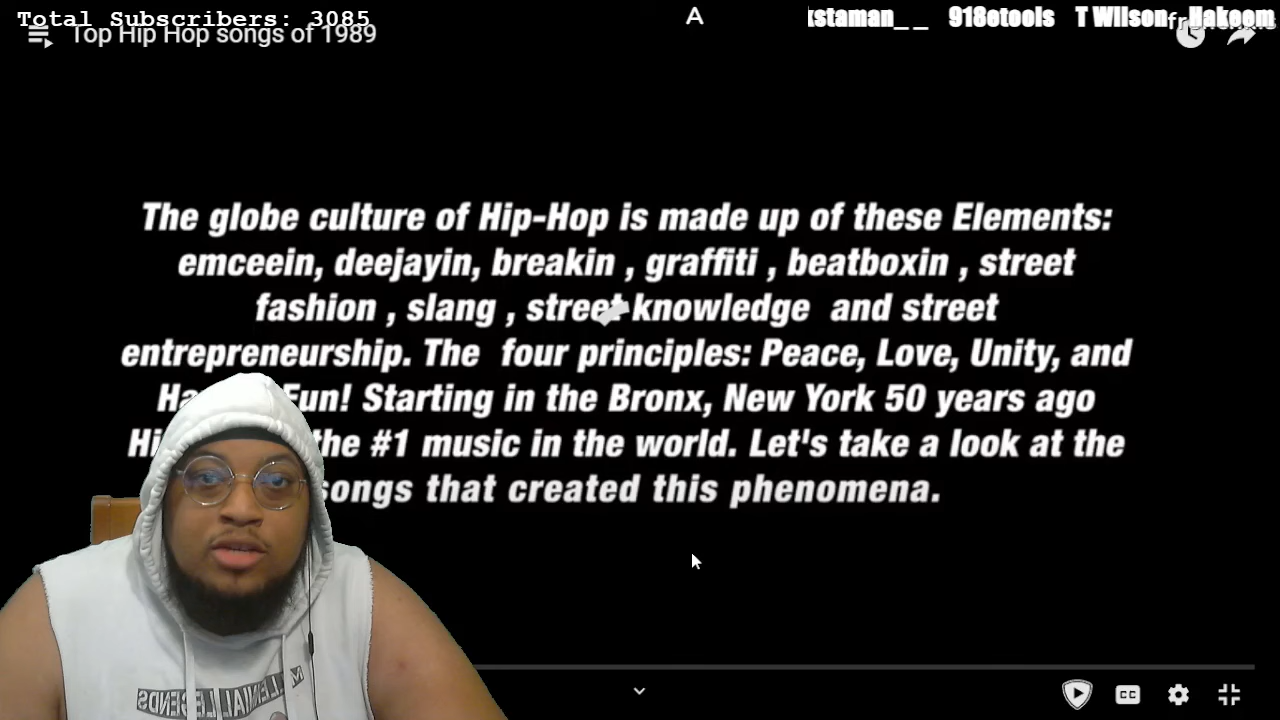 Total Subscribers: 3085
A
918otools T Wilson Hakoom
Top Hip Hop songs of 1989
The globe culture of Hip-Hop is made up of these Elements:
emceein, deejayin, breakin , graffiti , beatboxin , street
fashion , slang , street knowledge and street
entrepreneurship. The four principles: Peace, Love, Unity, and
Fun! Starting in the Bronx, New York 50 years ago
the #1 music in the world. Let's take a look at the
songs that created this phenomena.
CC